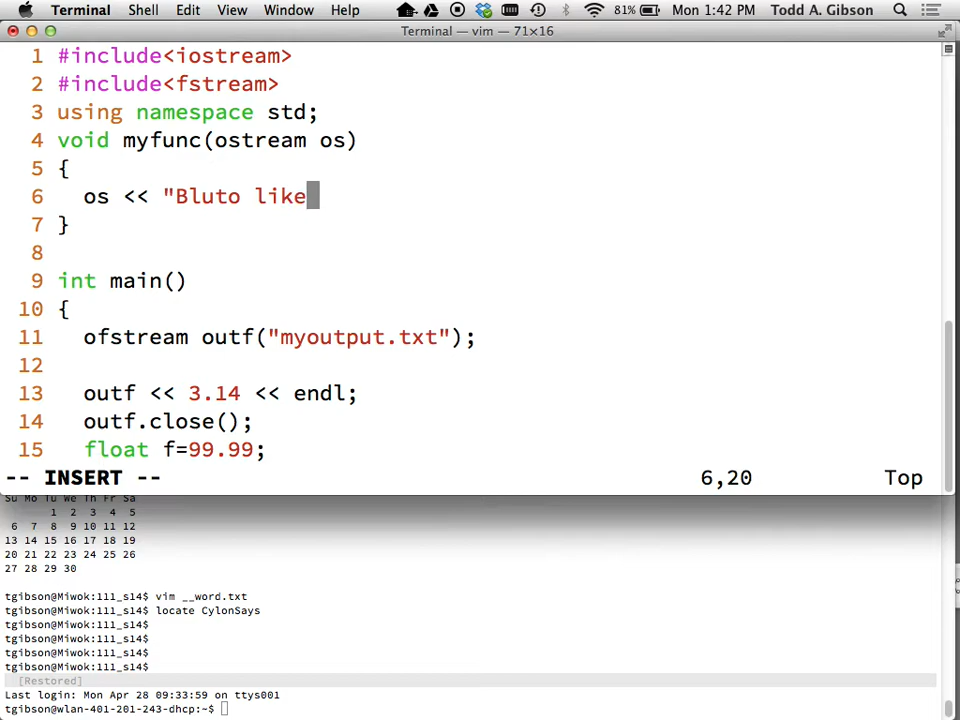 Terminal Shell Edit View Window Help 81% Mon 1:42 PM Todd A. Gibson
Terminal — vim — 71×16
1 #include<iostream>
2 #include<fstream>
3 using namespace std;
4 void myfunc(ostream os)
5 {
6 os << "Bluto like
7 }
8
9 int main()
10 {
11 ofstream outf("myoutput.txt");
12
13 outf << 3.14 << endl;
14 outf.close();
15 float f=99.99;
-- INSERT -- 6,20 Top
Su Mo Tu We Th Fr Sa
1 2 3 4 5
6 7 8 9 10 11 12
13 14 15 16 17 18 19
20 21 22 23 24 25 26
27 28 29 30
tgibson@Miwok:111_s14$ vim __word.txt
tgibson@Miwok:111_s14$ locate CylonSays
tgibson@Miwok:111_s14$
tgibson@Miwok:111_s14$
tgibson@Miwok:111_s14$
tgibson@Miwok:111_s14$
[Restored]
Last login: Mon Apr 28 09:33:59 on ttys001
tgibson@wlan-401-201-243-dhcp:~$